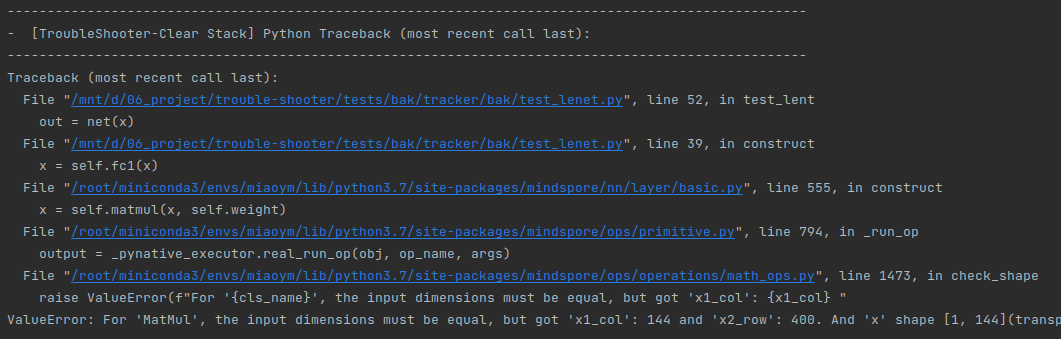 ----------------------------------------------------------------------------------------------------
-  [TroubleShooter-Clear Stack] Python Traceback (most recent call last):
----------------------------------------------------------------------------------------------------
Traceback (most recent call last):
  File "/mnt/d/06_project/trouble-shooter/tests/bak/tracker/bak/test_lenet.py", line 52, in test_lent
    out = net(x)
  File "/mnt/d/06_project/trouble-shooter/tests/bak/tracker/bak/test_lenet.py", line 39, in construct
    x = self.fc1(x)
  File "/root/miniconda3/envs/miaoym/lib/python3.7/site-packages/mindspore/nn/layer/basic.py", line 555, in construct
    x = self.matmul(x, self.weight)
  File "/root/miniconda3/envs/miaoym/lib/python3.7/site-packages/mindspore/ops/primitive.py", line 794, in _run_op
    output = _pynative_executor.real_run_op(obj, op_name, args)
  File "/root/miniconda3/envs/miaoym/lib/python3.7/site-packages/mindspore/ops/operations/math_ops.py", line 1473, in check_shape
    raise ValueError(f"For '{cls_name}', the input dimensions must be equal, but got 'x1_col': {x1_col} "
ValueError: For 'MatMul', the input dimensions must be equal, but got 'x1_col': 144 and 'x2_row': 400. And 'x' shape [1, 144](transp